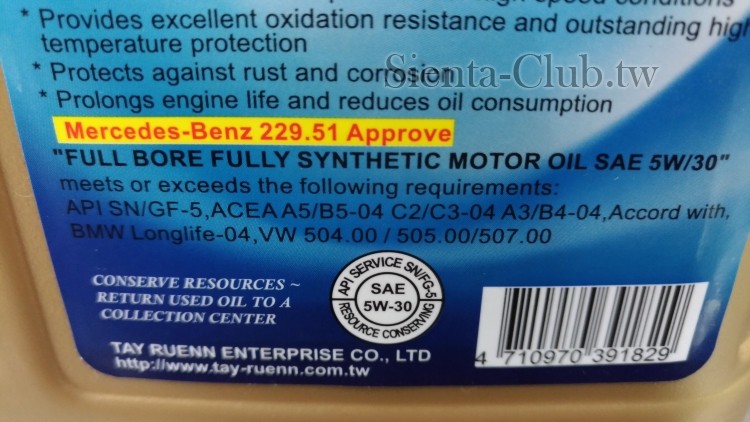 * Provides excellent oxidation resistance and outstanding high
temperature protection
* Protects against rust and corrosion
Sienta-Club.tw
* Prolongs engine life and reduces oil consumption
Mercedes-Benz 229.51 Approve
"FULL BORE FULLY SYNTHETIC MOTOR OIL SAE 5W/30"
meets or exceeds the following requirements:
API SN/GF-5,ACEA A5/B5-04 C2/C3-04 A3/B4-04,Accord with,
BMW Longlife-04,VW 504.00 / 505.00/507.00
CONSERVE RESOURCES ~
RETURN USED OIL TO A
COLLECTION CENTER
API SERVICE SN/FG-5
SAE
5W-30
RESOURCE CONSERVING
TAY RUENN ENTERPRISE CO., LTD
http://www.tay-ruenn.com.tw
4 710970 391829